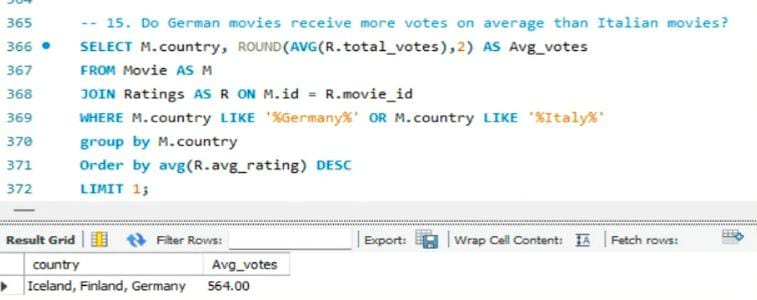 365 -- 15. Do German movies receive more votes on average than Italian movies?
366 SELECT M.country, ROUND(AVG(R.total_votes),2) AS Avg_votes
367 FROM Movie AS M
368 JOIN Ratings AS R ON M.id = R.movie_id
369 WHERE M.country LIKE '%Germany%' OR M.country LIKE '%Italy%'
370 group by M.country
371 Order by avg(R.avg_rating) DESC
372 LIMIT 1;
Result Grid Filter Rows: Export: Wrap Cell Content: IA Fetch rows:
country Avg_votes
Iceland, Finland, Germany 564.00